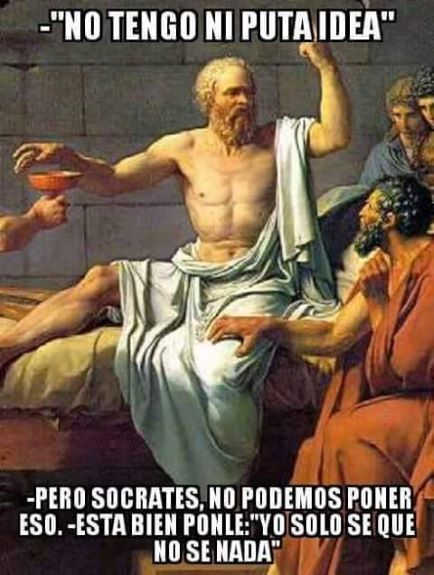 -"NO TENGO NI PUTA IDEA"
-PERO SOCRATES, NO PODEMOS PONER
ESO. -ESTA BIEN PONLE:"YO SOLO SE QUE
NO SE NADA"